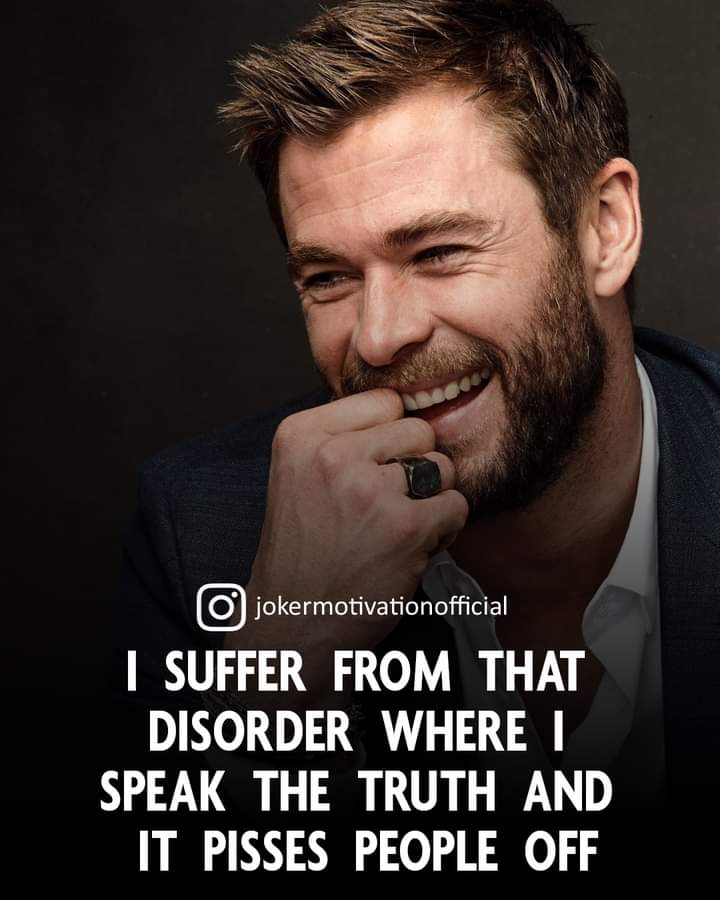 jokermotivationofficial
I SUFFER FROM THAT
DISORDER WHERE I
SPEAK THE TRUTH AND
IT PISSES PEOPLE OFF